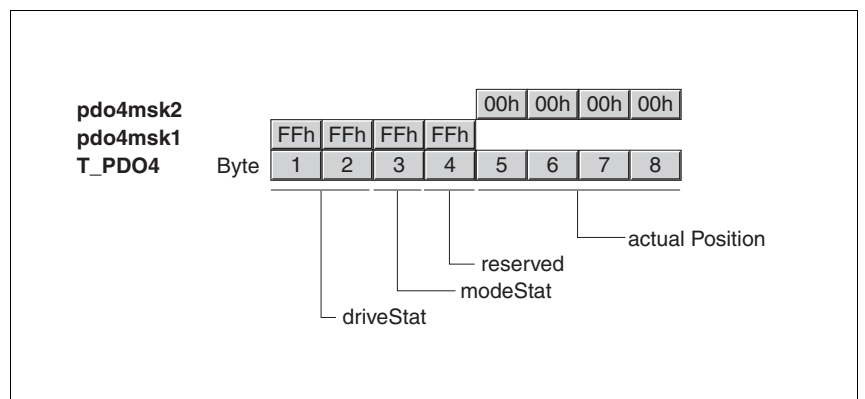 pdo4msk2 00h 00h 00h 00h
pdo4msk1 FFh FFh FFh FFh
T_PDO4 Byte 1 2 3 4 5 6 7 8
actual Position
reserved
modeStat
driveStat